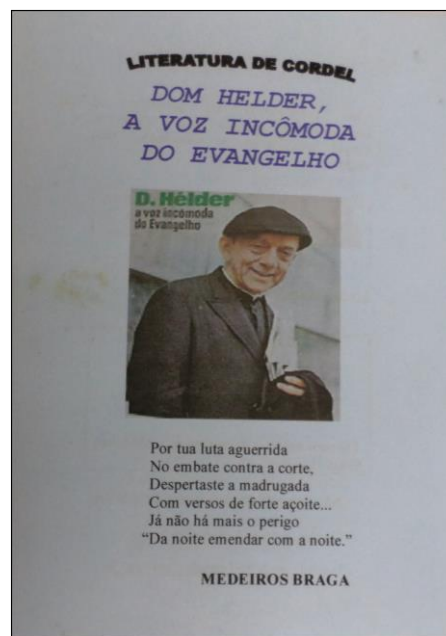 LITERATURA DE CORDEL
DOM HELDER,
A VOZ INCÔMODA
DO EVANGELHO
D. Hélder
a voz incômoda
do Evangelho
Por tua luta aguerrida
No embate contra a corte,
Despertaste a madrugada
Com versos de forte açoite...
Já não há mais o perigo
“Da noite emendar com a noite.”
MEDEIROS BRAGA